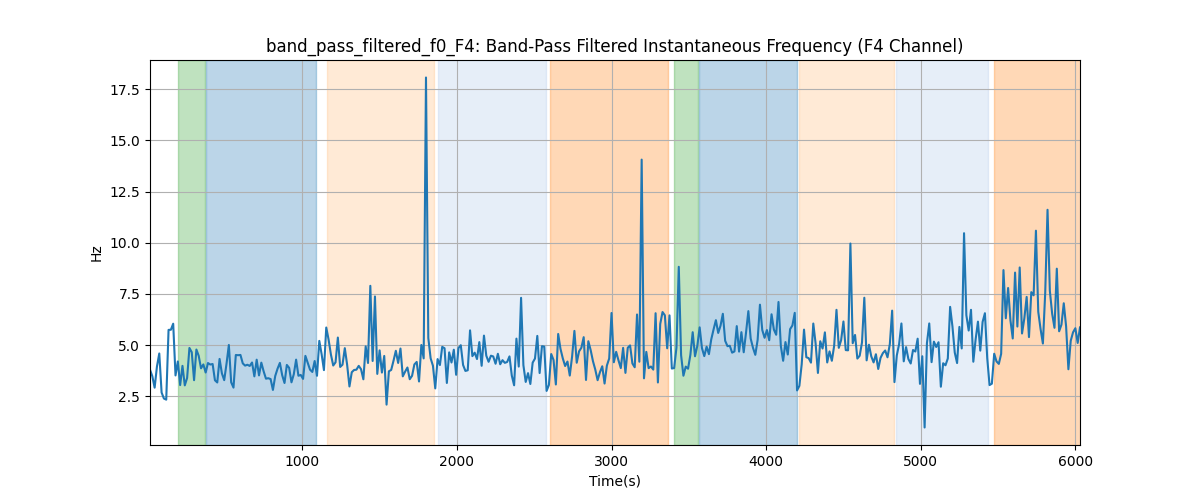 band_pass_filtered_f0_F4: Band-Pass Filtered Instantaneous Frequency (F4 Channel)
17.5
15.0
12.5
10.0
7.5
5.0
2.5
Hz
1000 2000 3000 4000 5000 6000
Time(s)